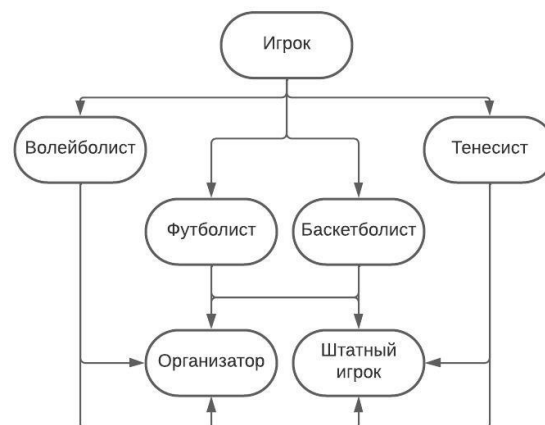 Игрок
Волейболист
Тенесист
Футболист
Баскетболист
Организатор
Штатный
игрок